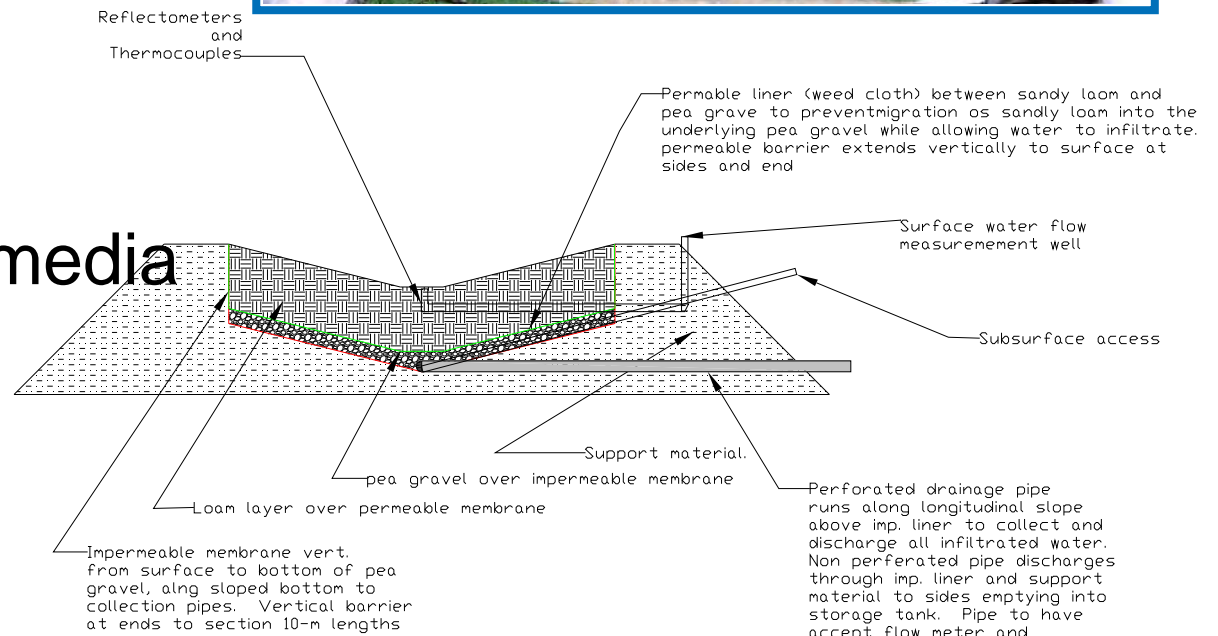 Reflectometers
and
Thermocouples
Permable liner (weed cloth) between sandy laom and
pea grave to preventmigration os sandly loam into the
underlying pea gravel while allowing water to infiltrate.
permeable barrier extends vertically to surface at
sides and end
media
Surface water flow
measuremement well
Subsurface access
Support material.
pea gravel over impermeable membrane
Loam layer over permeable membrane
Perforated drainage pipe
runs along longitudinal slope
above imp. liner to collect and
discharge all infiltrated water.
Non perferated pipe discharges
through imp. liner and support
material to sides emptying into
storage tank. Pipe to have
accept flow meter and
Impermeable membrane vert.
from surface to bottom of pea
gravel, alng sloped bottom to
collection pipes. Vertical barrier
at ends to section 10-m lengths